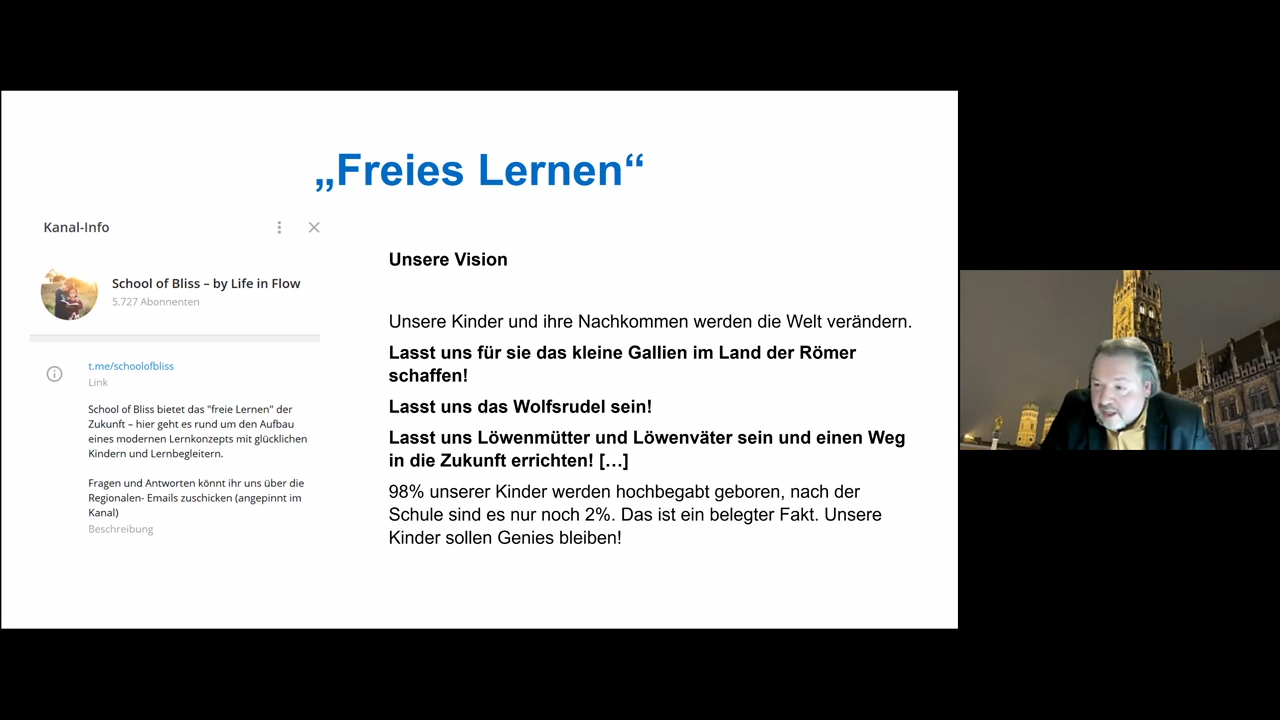 „Freies Lernen“
Kanal-Info
School of Bliss – by Life in Flow
5.727 Abonnenten
t.me/schoolofbliss
Link
School of Bliss bietet das "freie Lernen" der
Zukunft – hier geht es rund um den Aufbau
eines modernen Lernkonzepts mit glücklichen
Kindern und Lernbegleitern.
Fragen und Antworten könnt ihr uns über die
Regionalen- Emails zuschicken (angepinnt im
Kanal)
Beschreibung
Unsere Vision
Unsere Kinder und ihre Nachkommen werden die Welt verändern.
Lasst uns für sie das kleine Gallien im Land der Römer
schaffen!
Lasst uns das Wolfsrudel sein!
Lasst uns Löwenmütter und Löwenväter sein und einen Weg
in die Zukunft errichten! […]
98% unserer Kinder werden hochbegabt geboren, nach der
Schule sind es nur noch 2%. Das ist ein belegter Fakt. Unsere
Kinder sollen Genies bleiben!